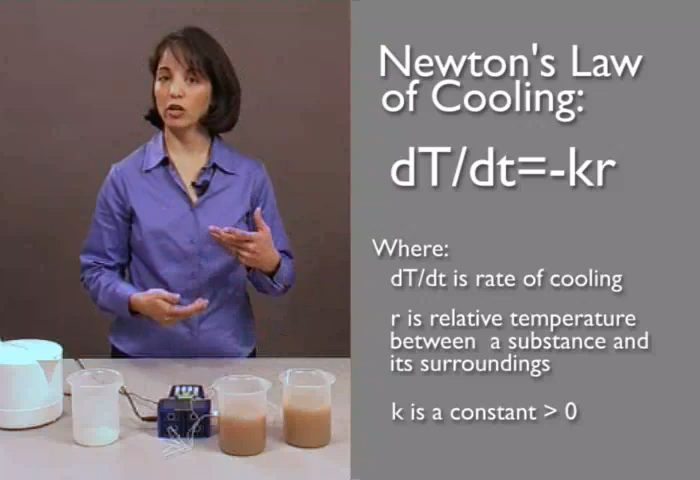 Newton's Law
of Cooling:
dT/dt=-kr
Where:
dT/dt is rate of cooling
r is relative temperature
between a substance and
its surroundings
k is a constant > 0